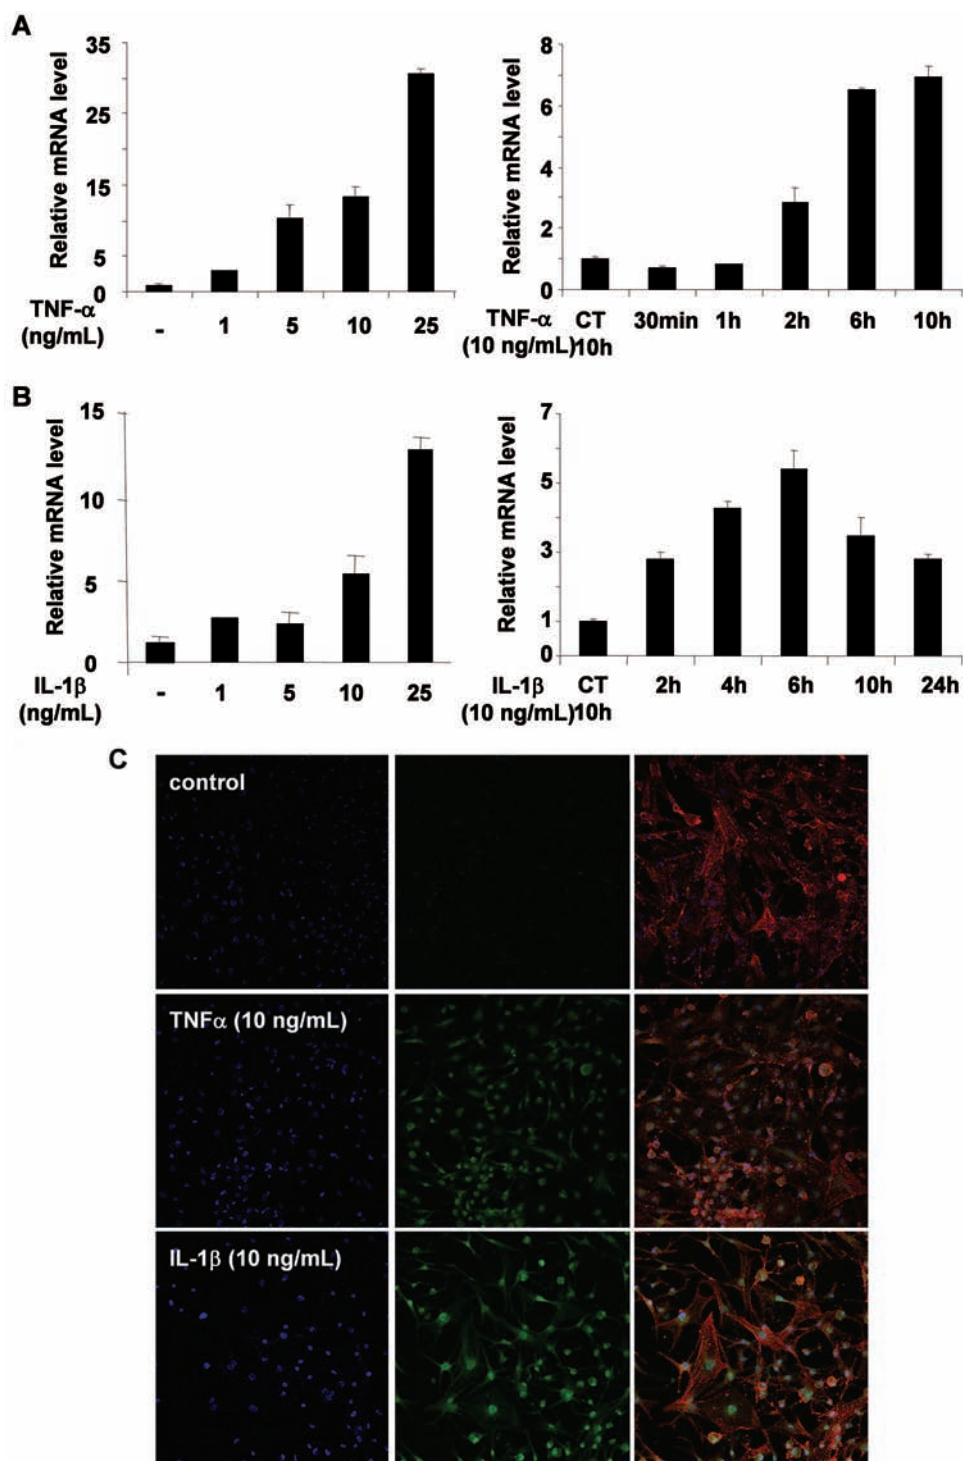 A
Relative mRNA level
35
25
15
5
0
TNF-α
(ng/mL)
- 1 5 10 25
Relative mRNA level
8
6
4
2
0
TNF-α
(10 ng/mL)
CT 30min 1h 2h 6h 10h
10h
B
Relative mRNA level
15
10
5
0
IL-1β
(ng/mL)
- 1 5 10 25
Relative mRNA level
7
5
3
1
0
IL-1β
(10 ng/mL)
CT 2h 4h 6h 10h 24h
10h
C
control
TNFα (10 ng/mL)
IL-1β (10 ng/mL)